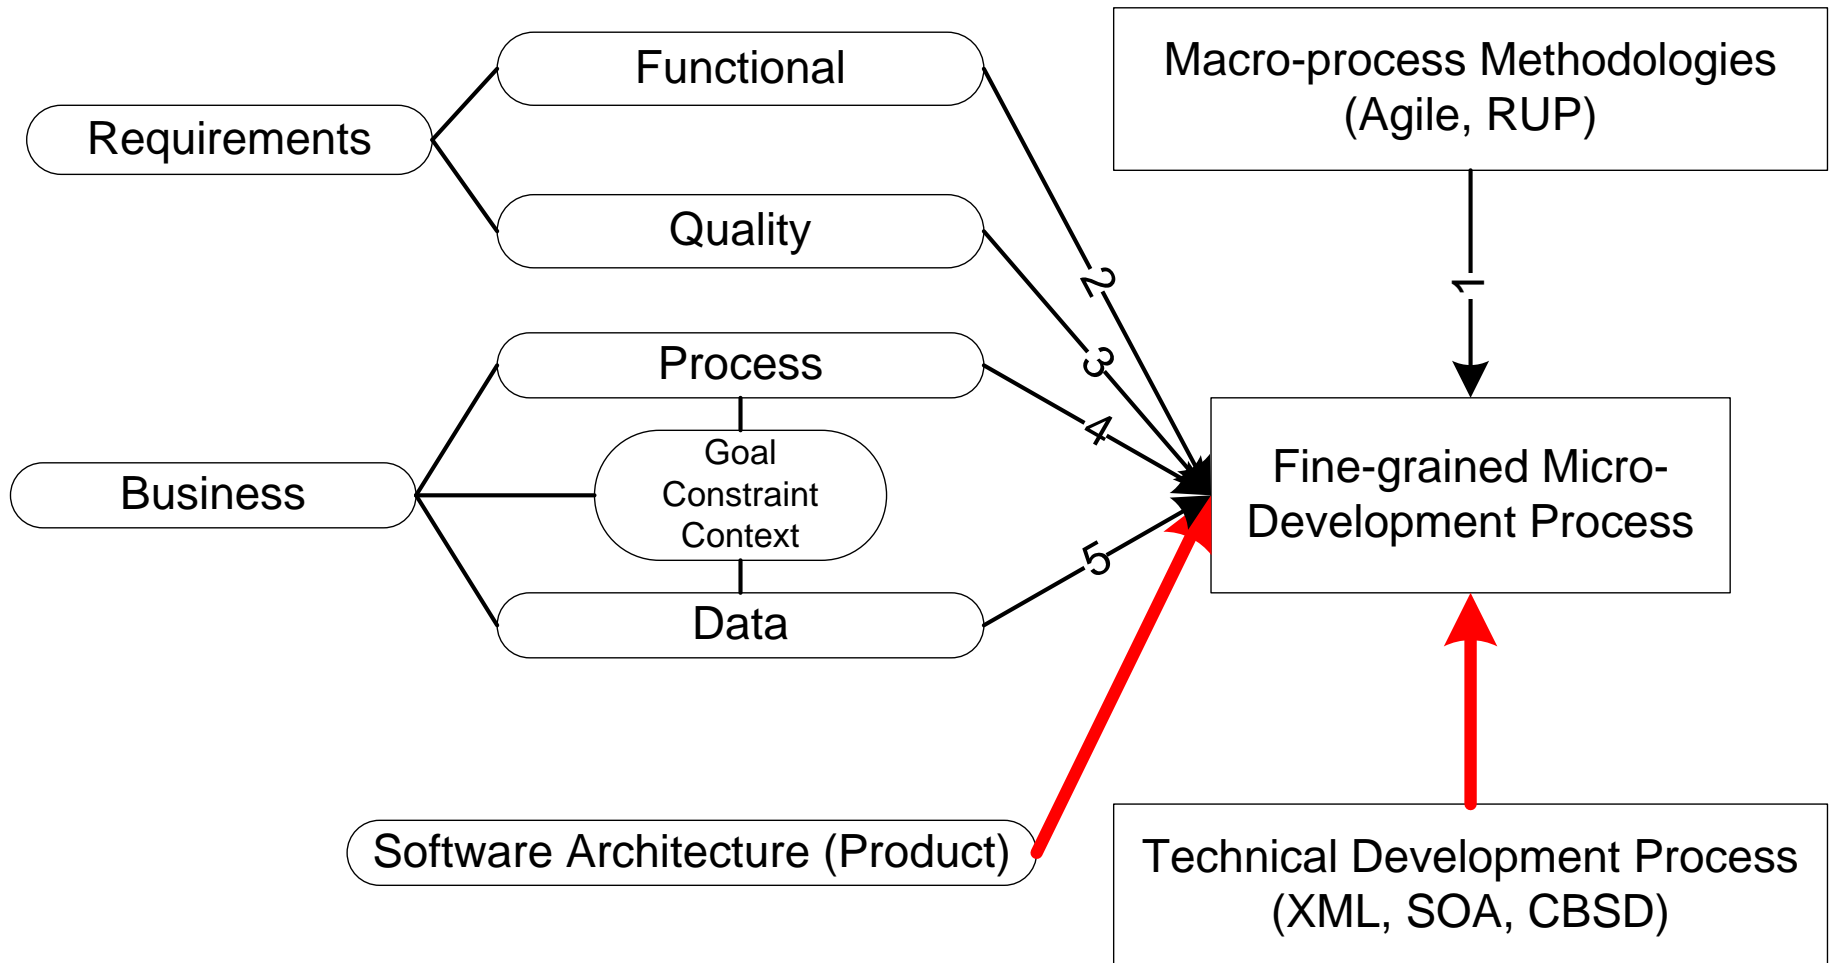 Functional
Macro-process Methodologies
(Agile, RUP)
Requirements
Quality
2
1
Process
3
4
Goal
Constraint
Context
Business
Fine-grained Micro-
Development Process
5
Data
Software Architecture (Product)
Technical Development Process
(XML, SOA, CBSD)